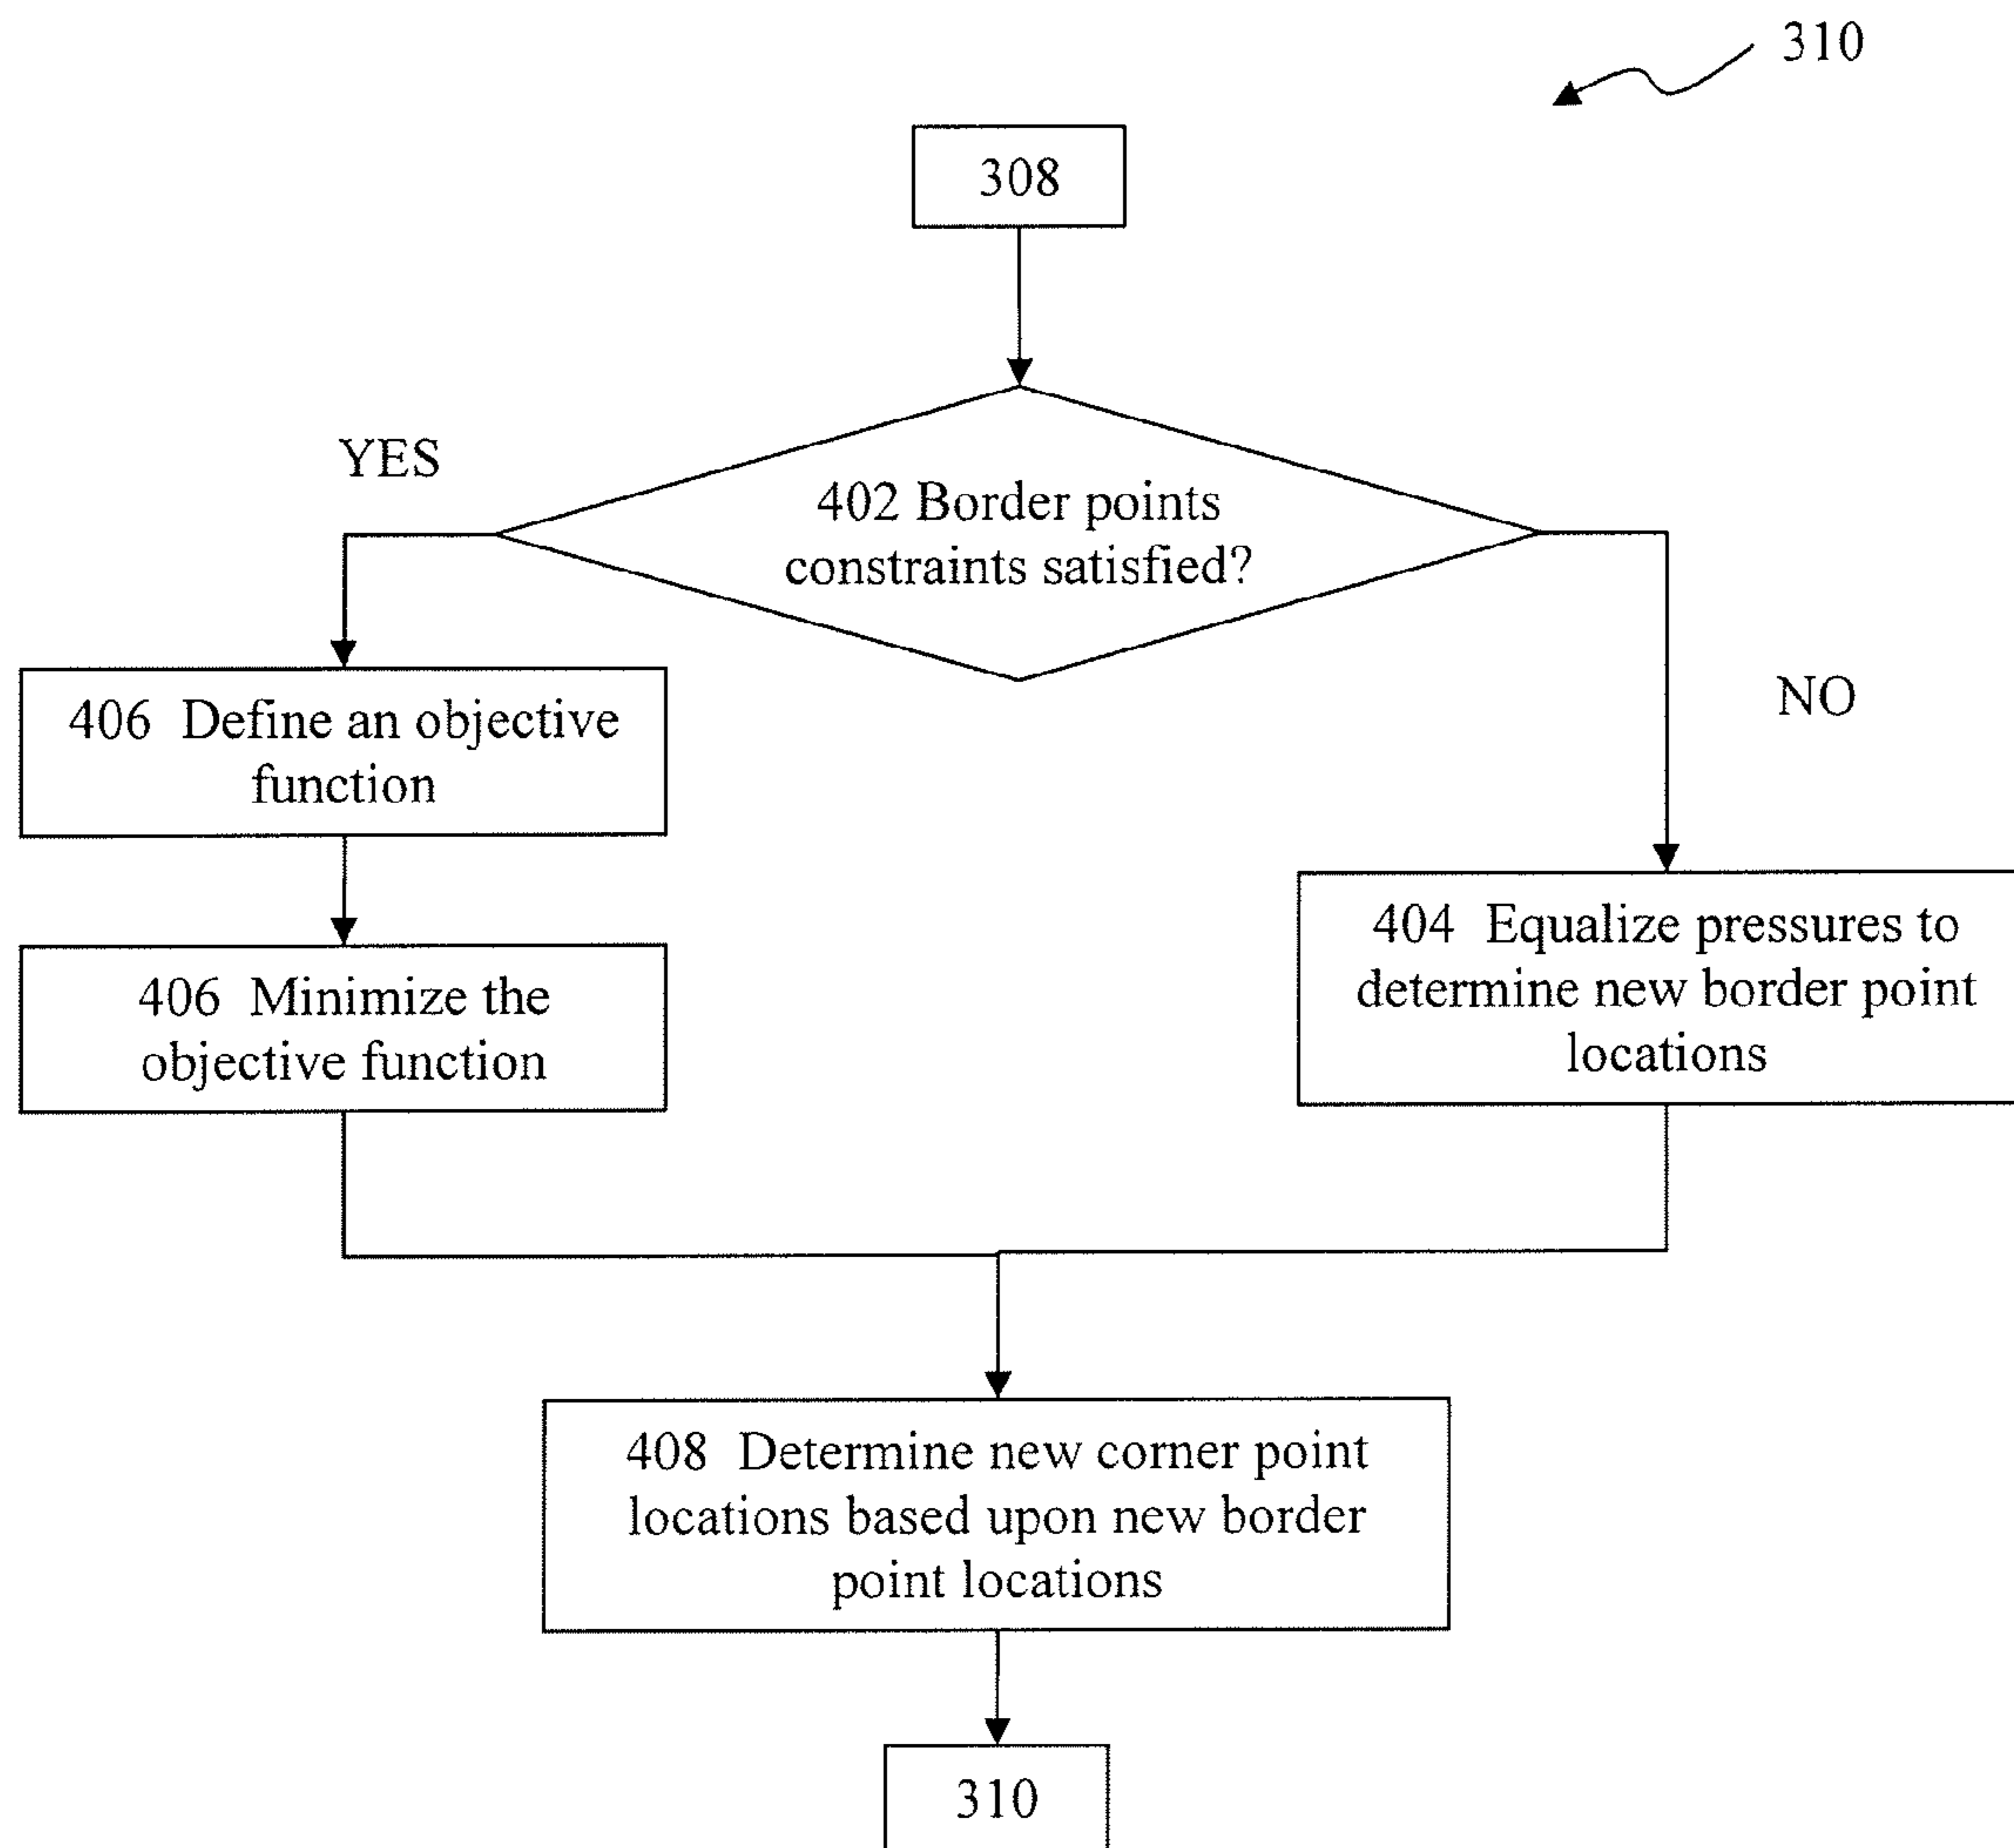 310
308
YES
402 Border points
constraints satisfied?
NO
406 Define an objective
function
404 Equalize pressures to
determine new border point
locations
406 Minimize the
objective function
408 Determine new corner point
locations based upon new border
point locations
310